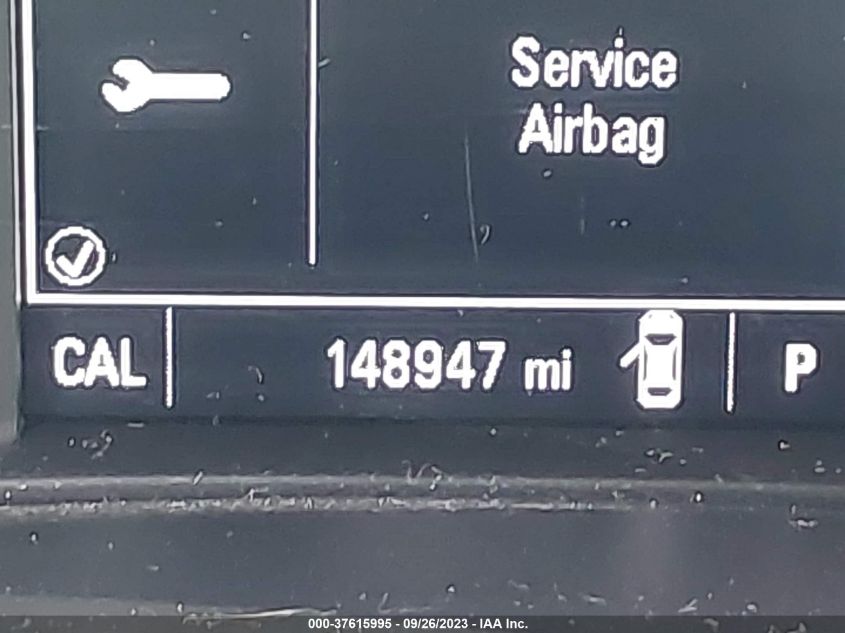 Service
Airbag
CAL 148947 mi P
000-37615995 - 09/26/2023 - IAA Inc.